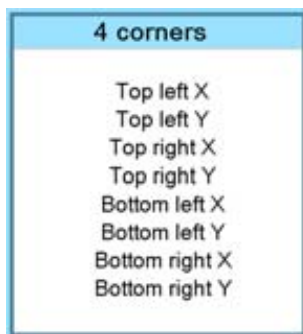 4 corners
Top left X
Top left Y
Top right X
Top right Y
Bottom left X
Bottom left Y
Bottom right X
Bottom right Y